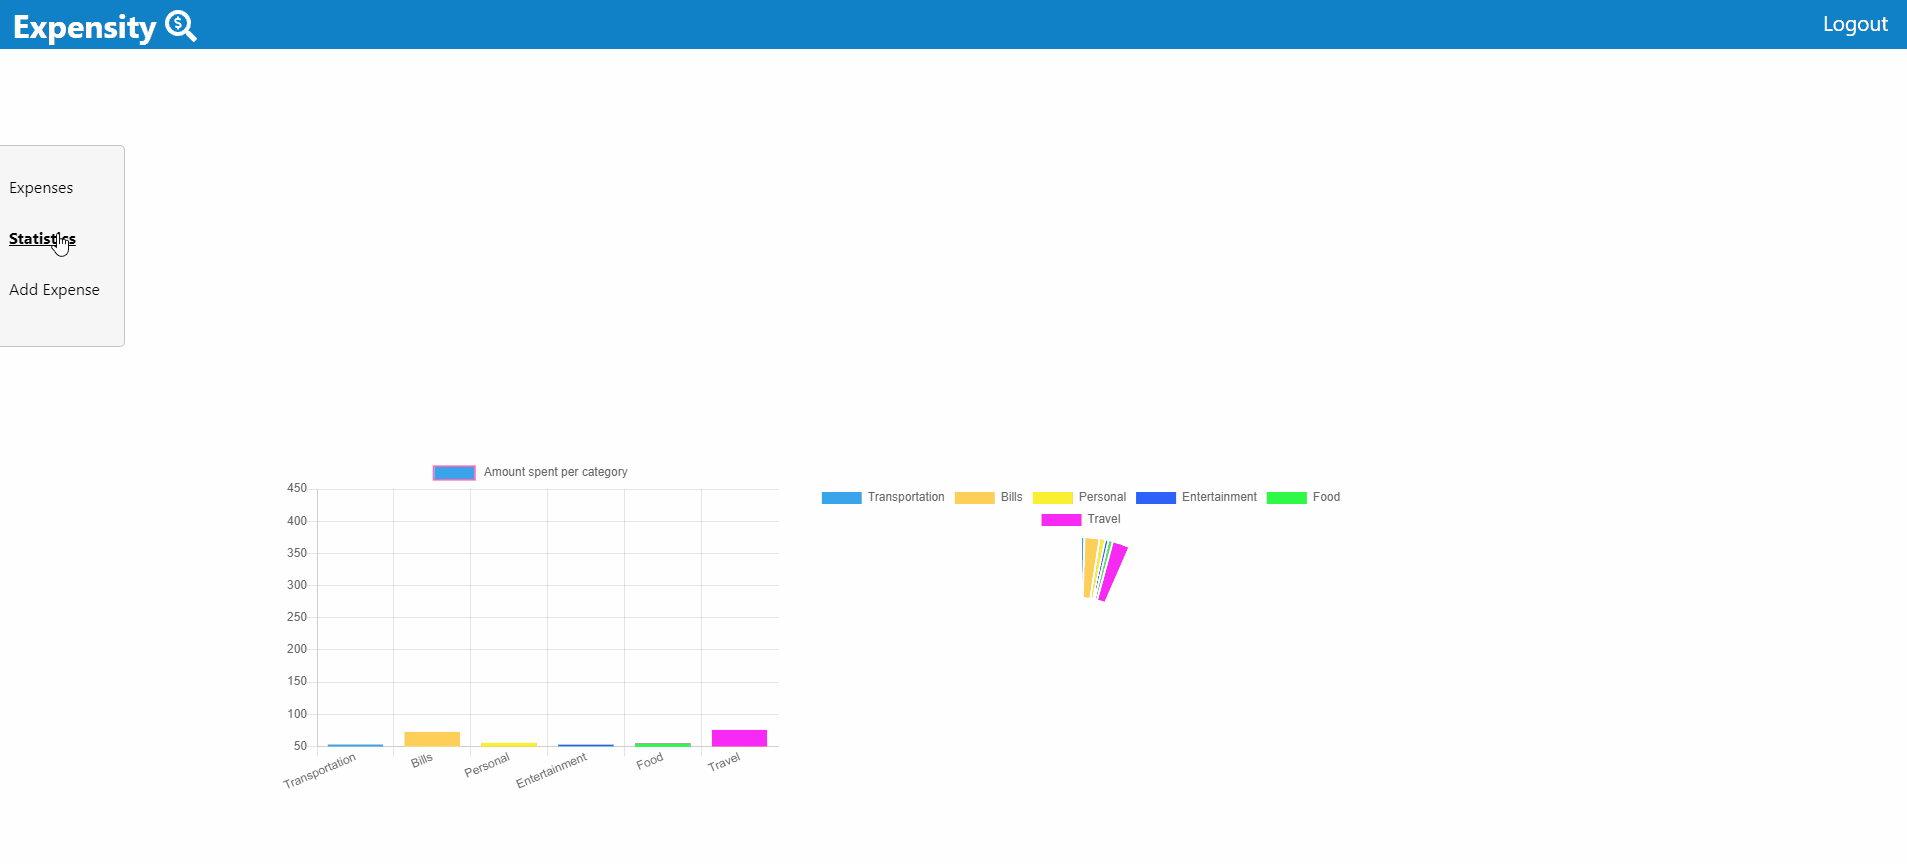 Expensity
Logout
Expenses
Statistics
Add Expense
Amount spent per category
450
400
350
300
250
200
150
100
50
Transportation
Bills
Personal
Entertainment
Food
Travel
Transportation Bills Personal Entertainment Food
Travel